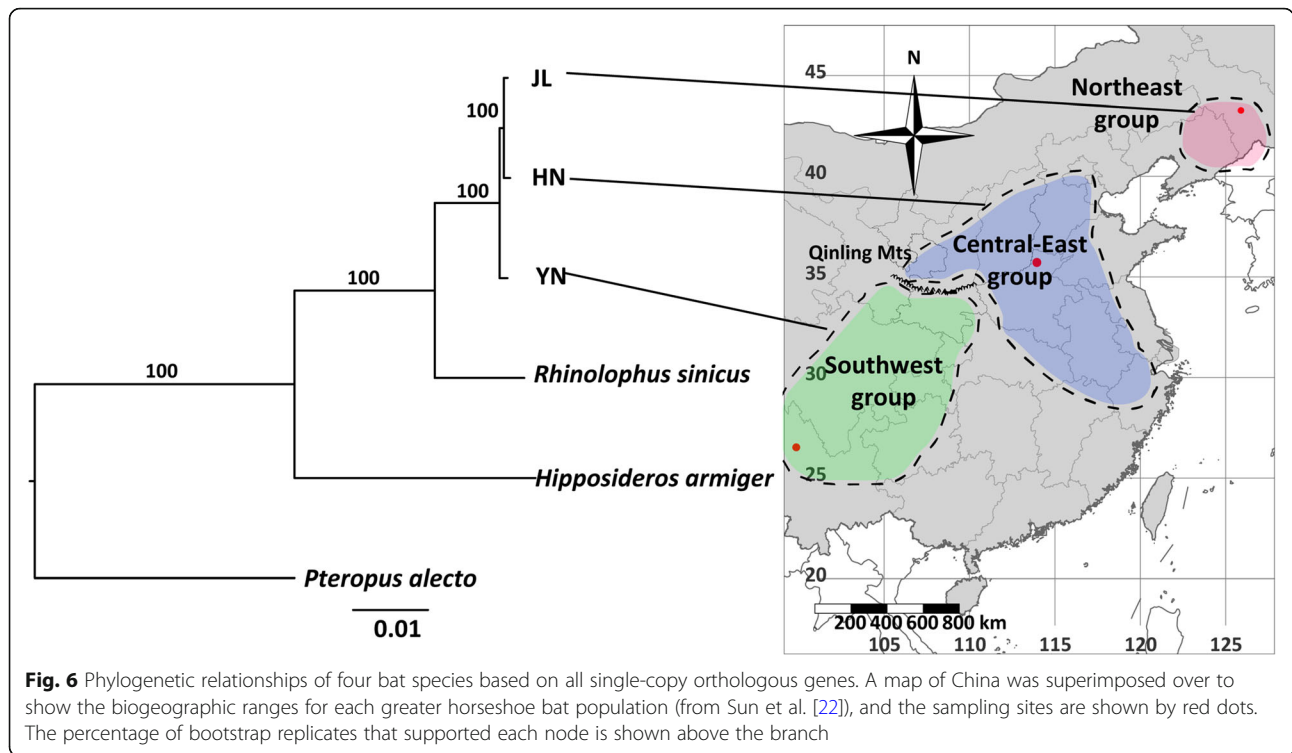 JL
100
HN
100
YN
100
Rhinolophus sinicus
100
Hipposideros armiger
Pteropus alecto
0.01
N
45
Northeast
group
40
Qinling Mts
Central-East
group
35
Southwest
group
30
25
20
200 400 600 800 km
105 110 115 120 125
Fig. 6 Phylogenetic relationships of four bat species based on all single-copy orthologous genes. A map of China was superimposed over to
show the biogeographic ranges for each greater horseshoe bat population (from Sun et al. [22]), and the sampling sites are shown by red dots.
The percentage of bootstrap replicates that supported each node is shown above the branch